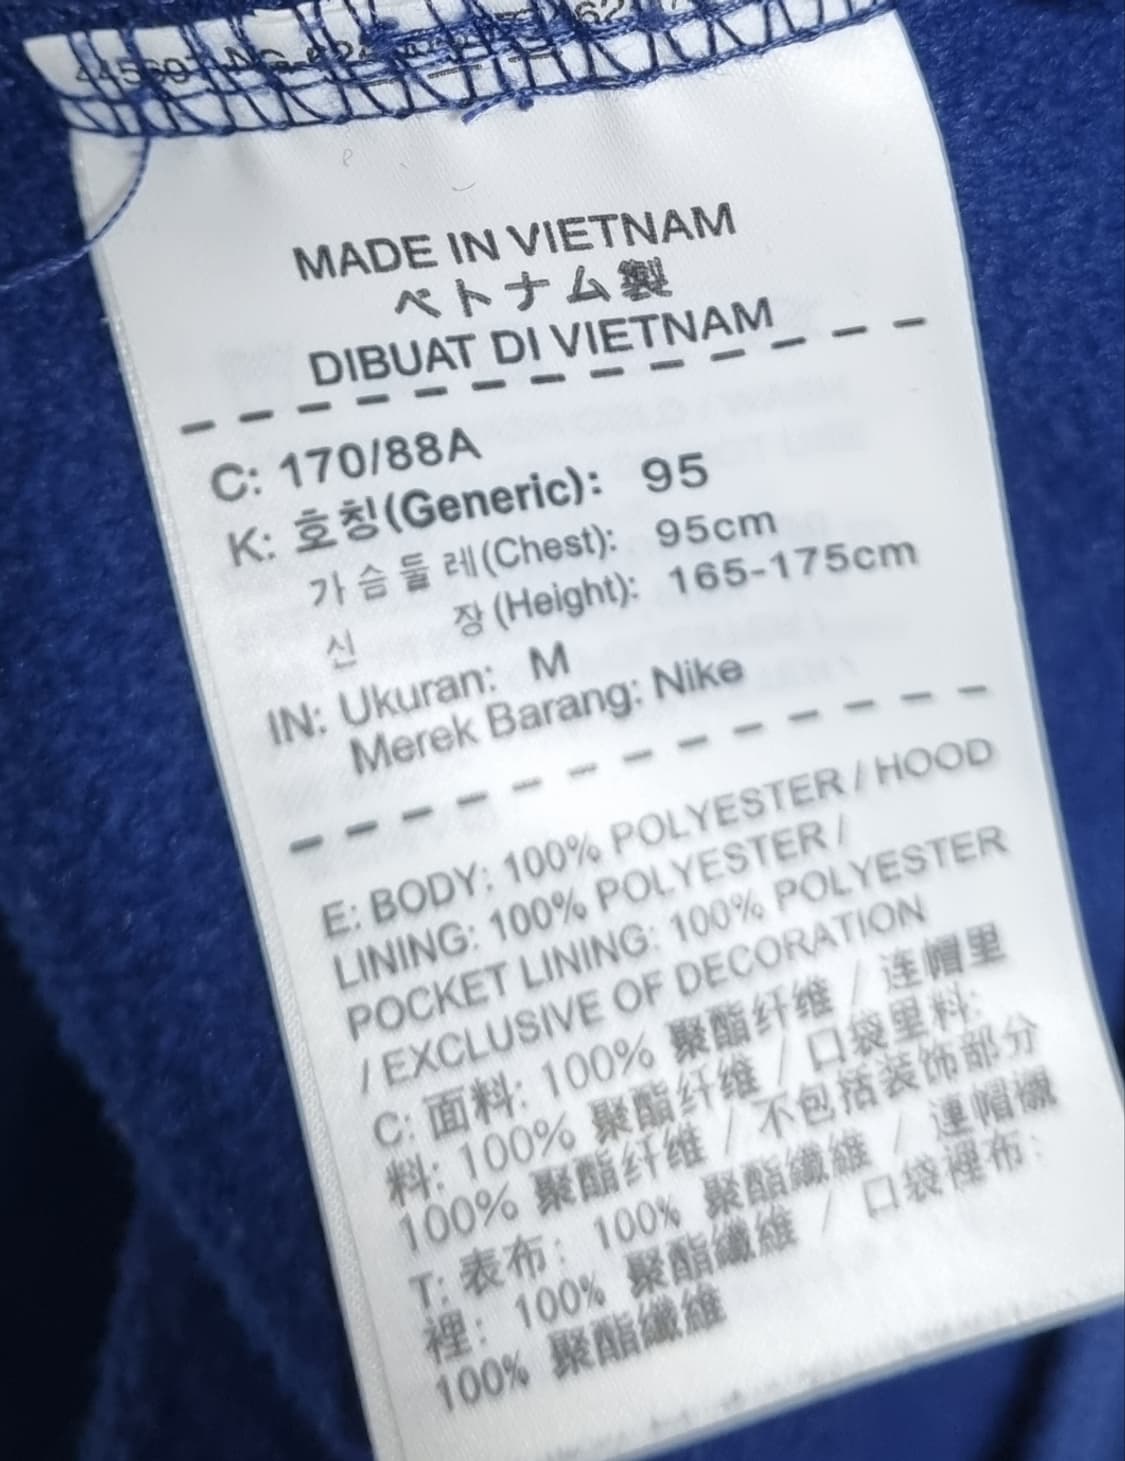 MADE IN VIETNAM
ベトナム製
DIBUAT DI VIETNAM
C: 170/88A
K: 호칭(Generic): 95
가슴둘레(Chest): 95cm
신 장(Height): 165-175cm
IN: Ukuran: M
Merek Barang: Nike
E: BODY: 100% POLYESTER / HOOD
LINING: 100% POLYESTER /
POCKET LINING: 100% POLYESTER
/ EXCLUSIVE OF DECORATION
C: 面料: 100% 聚酯纤维 / 连帽里
料: 100% 聚酯纤维 / 口袋里料:
100% 聚酯纤维 / 不包括装饰部分
T: 表布: 100% 聚酯纖維 / 連帽襯
裡: 100% 聚酯纖維 / 口袋裡布:
100% 聚酯纖維